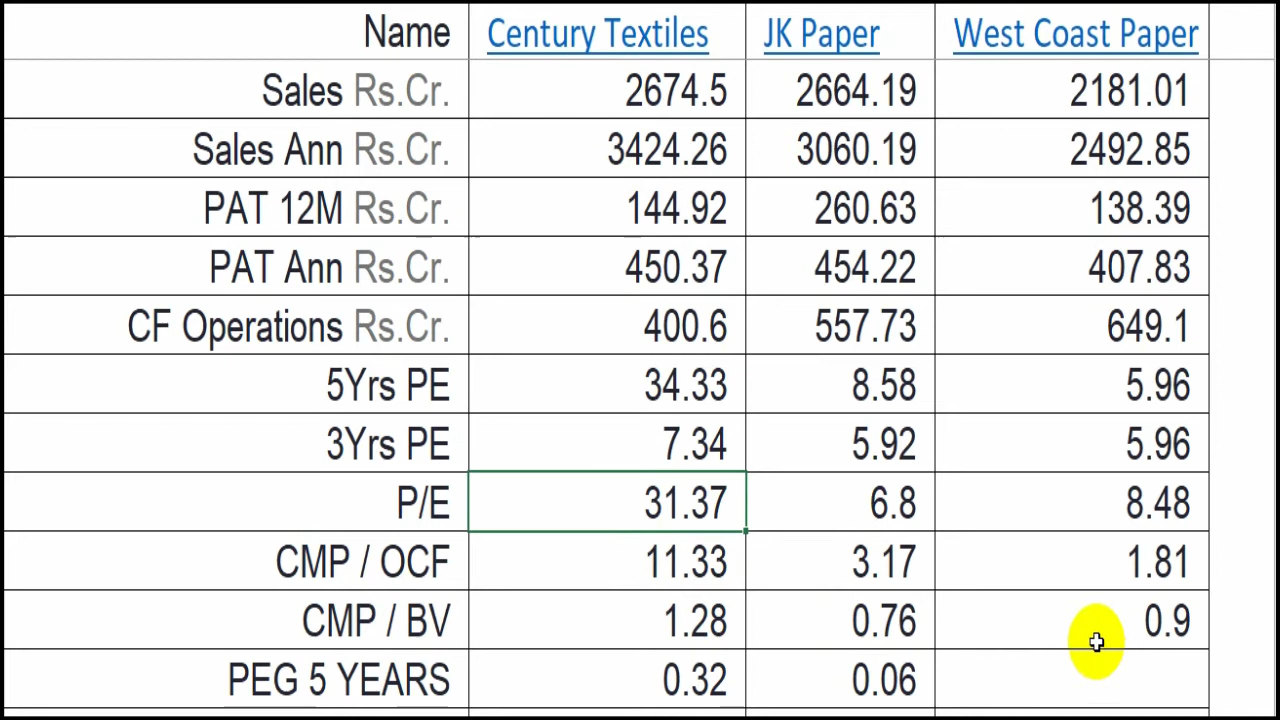 Name Century Textiles JK Paper West Coast Paper
Sales Rs.Cr. 2674.5 2664.19 2181.01
Sales Ann Rs.Cr. 3424.26 3060.19 2492.85
PAT 12M Rs.Cr. 144.92 260.63 138.39
PAT Ann Rs.Cr. 450.37 454.22 407.83
CF Operations Rs.Cr. 400.6 557.73 649.1
5Yrs PE 34.33 8.58 5.96
3Yrs PE 7.34 5.92 5.96
P/E 31.37 6.8 8.48
CMP / OCF 11.33 3.17 1.81
CMP / BV 1.28 0.76 0.9
PEG 5 YEARS 0.32 0.06